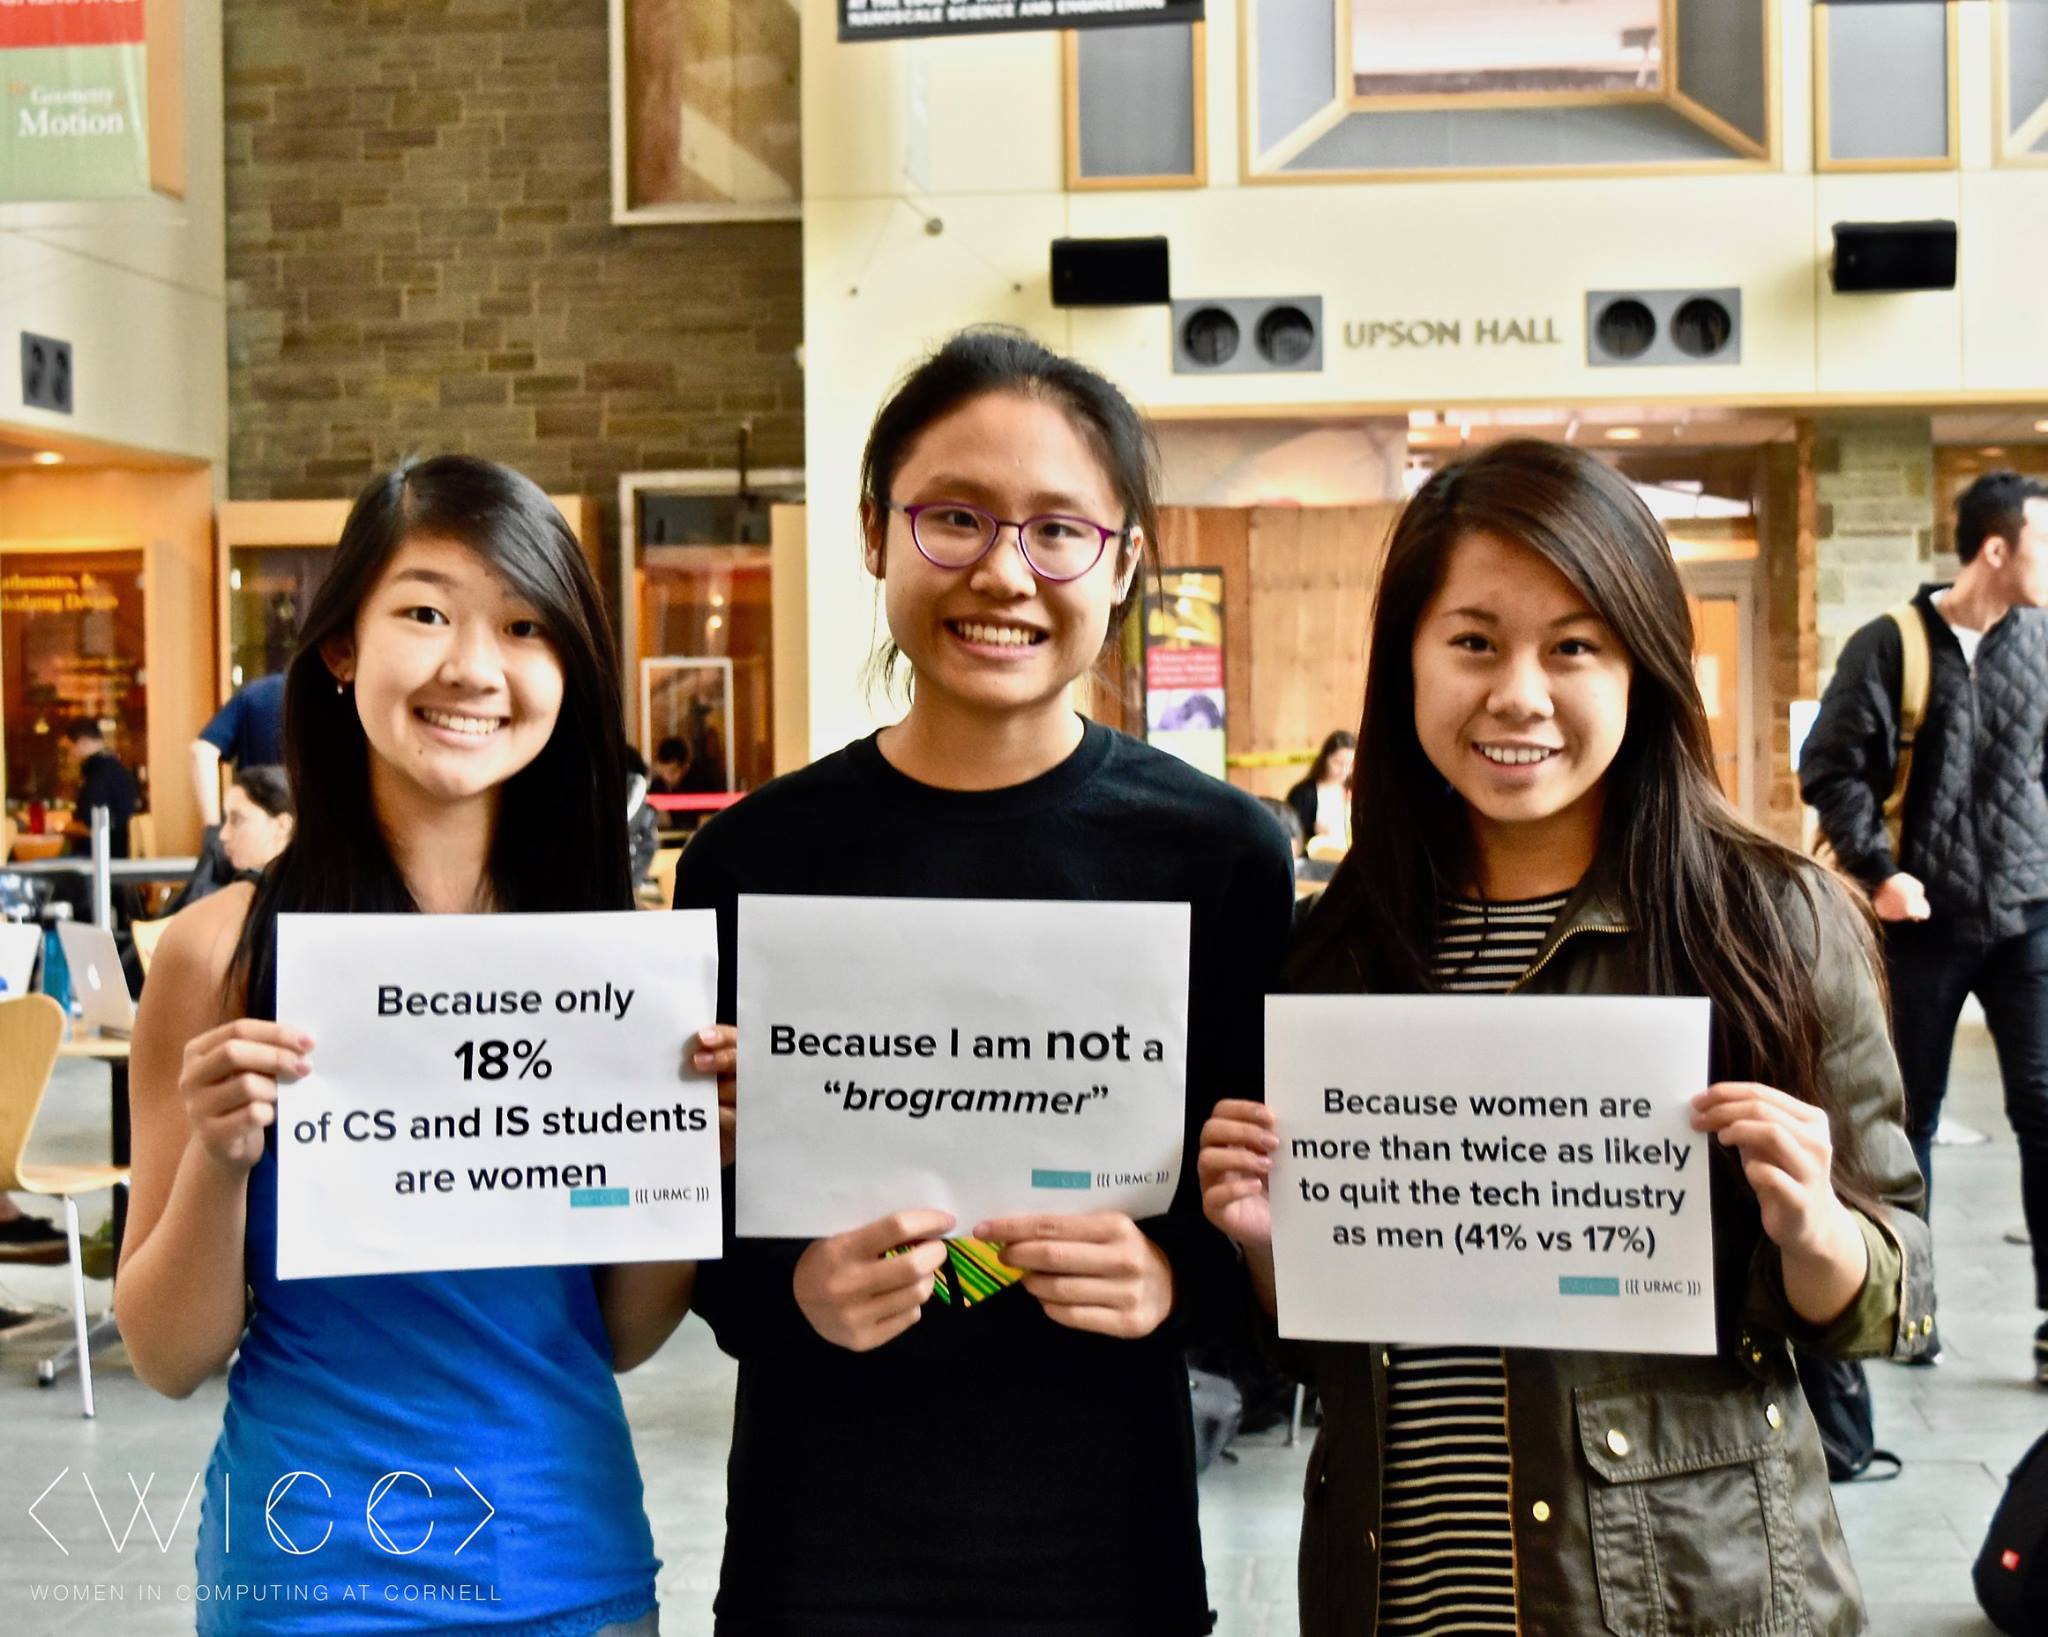 NANOSCALE SCIENCE AND ENGINEERING
Geometry
Motion
UPSON HALL
Because only
18%
of CS and IS students
are women
((( URMC )))
Because I am not a
“brogrammer”
((( URMC )))
Because women are
more than twice as likely
to quit the tech industry
as men (41% vs 17%)
((( URMC )))
<WICC>
WOMEN IN COMPUTING AT CORNELL